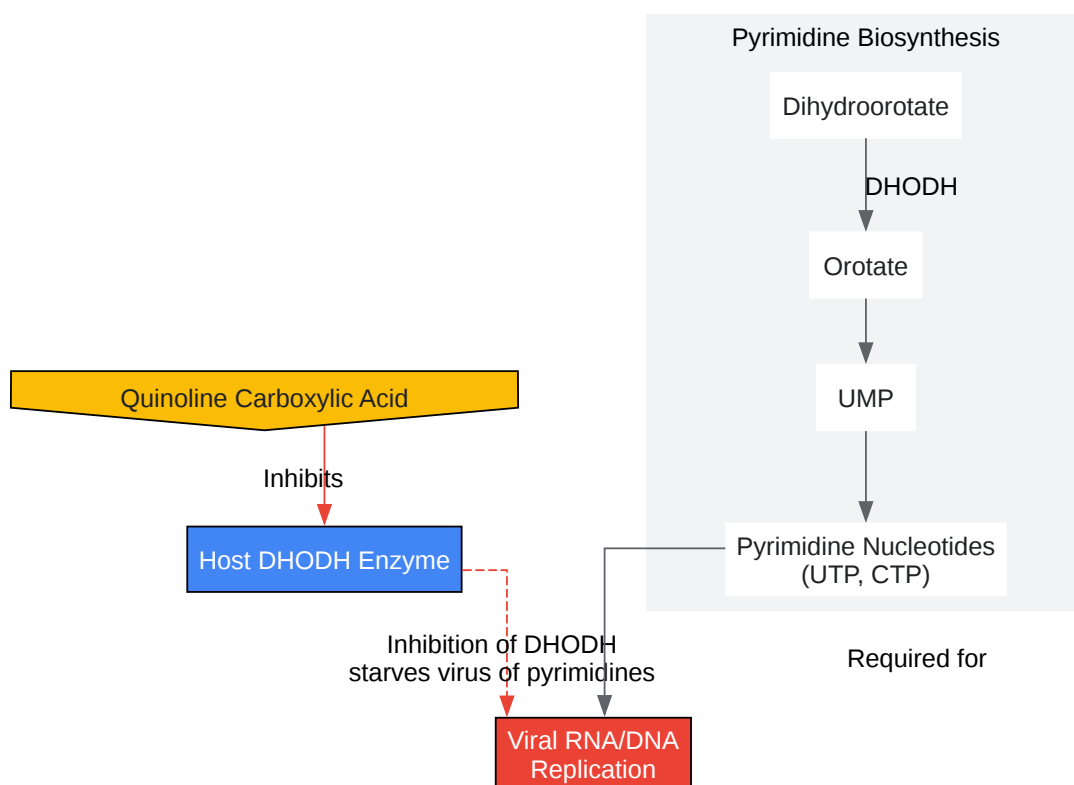 Pyrimidine Biosynthesis
Dihydroorotate
DHODH
Orotate
Quinoline Carboxylic Acid
UMP
Inhibits
Host DHODH Enzyme
Pyrimidine Nucleotides
(UTP, CTP)
Inhibition of DHODH
starves virus of pyrimidines
Required for
Viral RNA/DNA
Replication